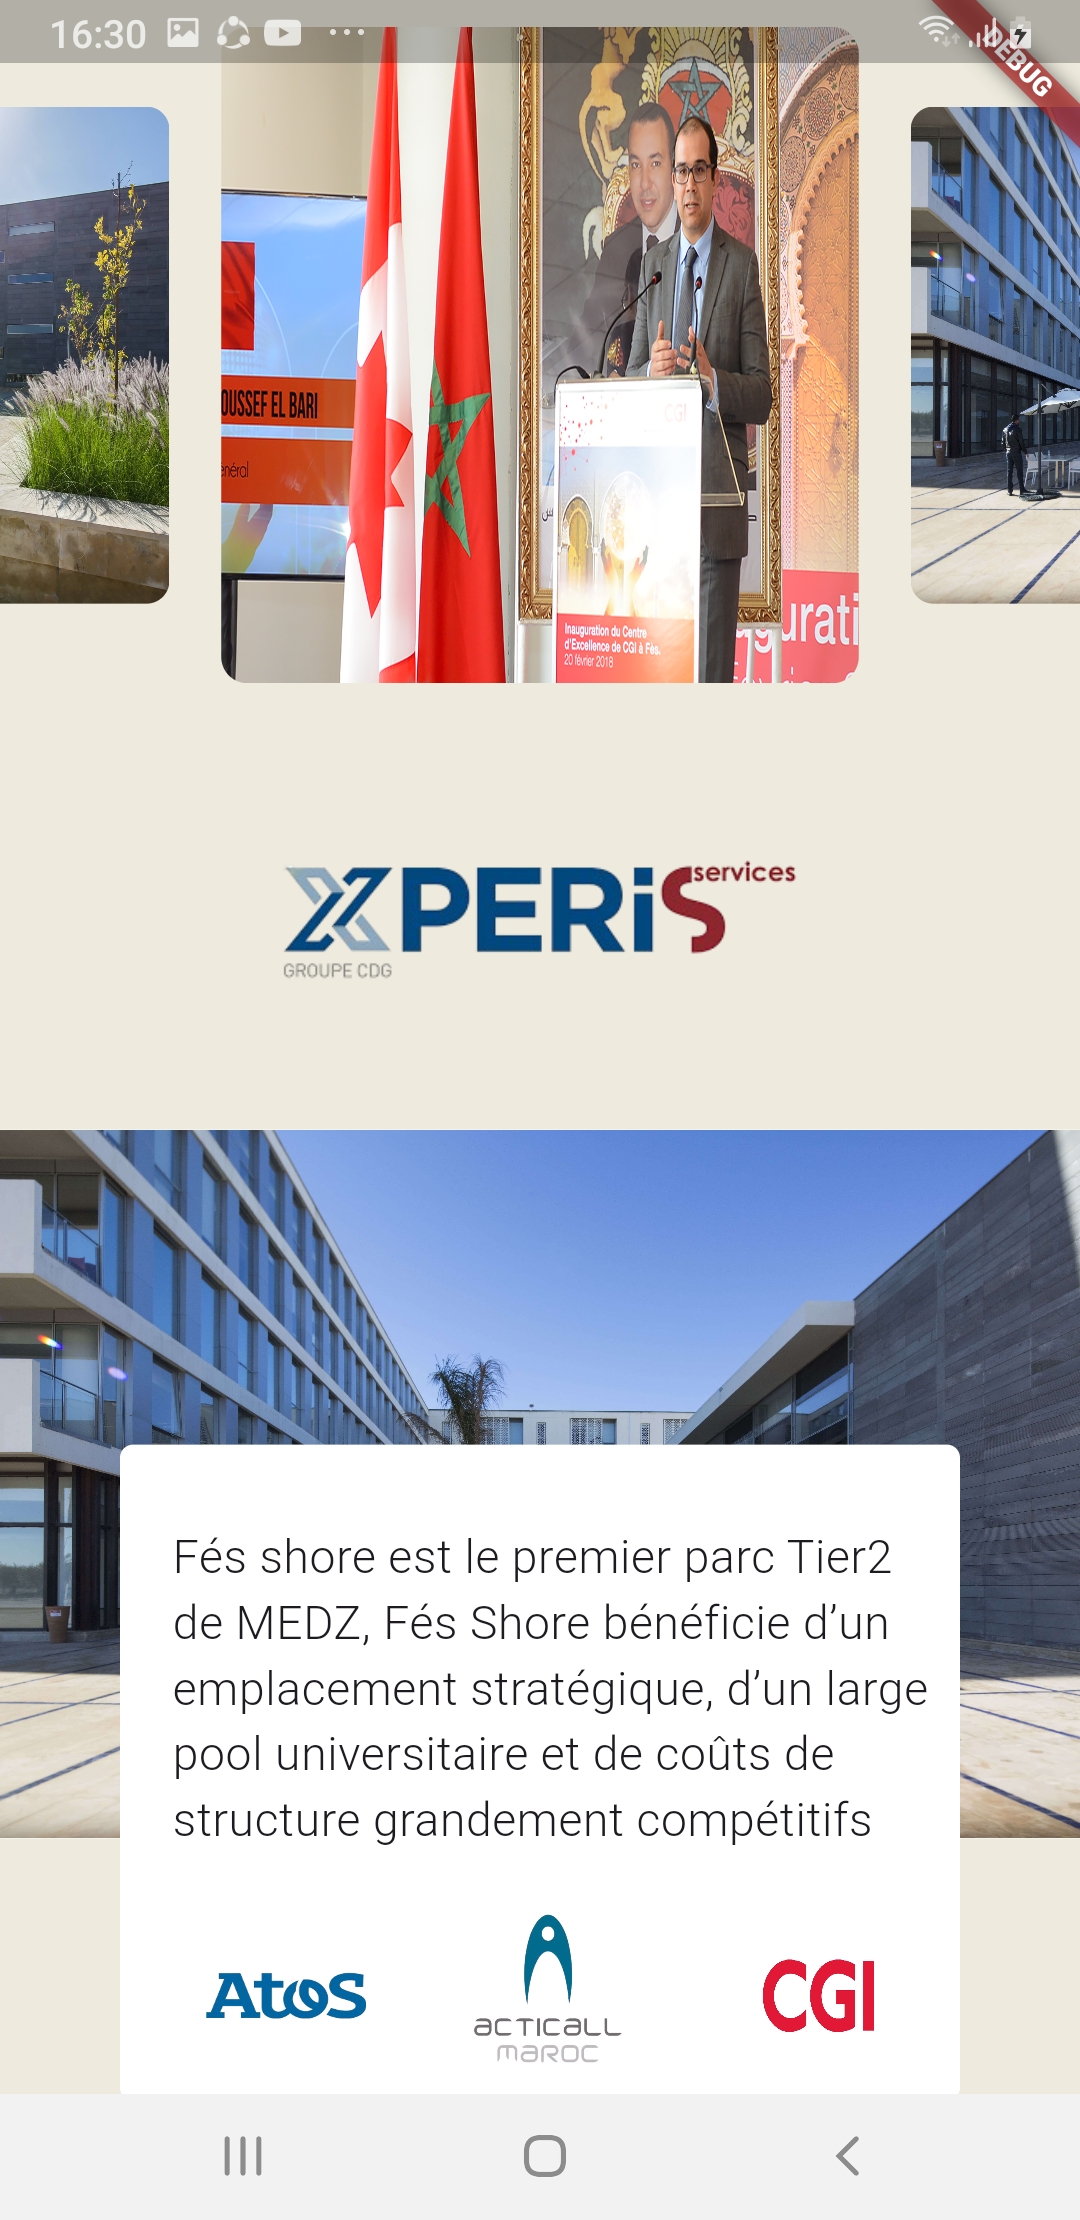 16:30
DEBUG
OUSSEF EL BARI
énéral
CGI
Inauguration du Centre
d'Excellence de CGI à Fès.
20 février 2018
gurati
XPERiS services
GROUPE CDG
Fés shore est le premier parc Tier2
de MEDZ, Fés Shore bénéficie d’un
emplacement stratégique, d’un large
pool universitaire et de coûts de
structure grandement compétitifs
Atos
ACTICALL
MAROC
CGI